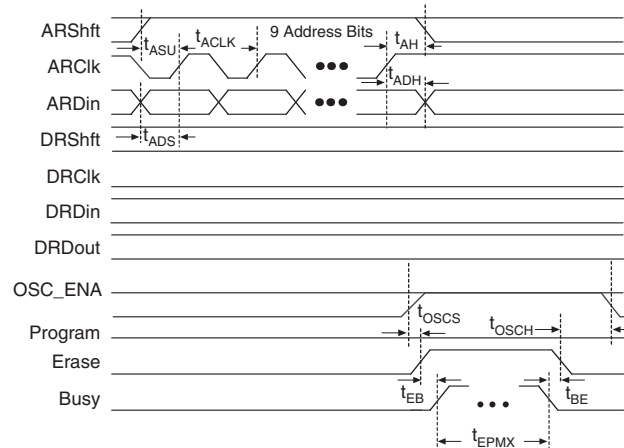 ARShft
tASU tACLK 9 Address Bits tAH
ARClk
tADH
ARDin
tADS
DRShft
DRClk
DRDin
DRDout
OSC_ENA
tOSCS tOSCH
Program
Erase
tEB tBE
Busy
tEPMX